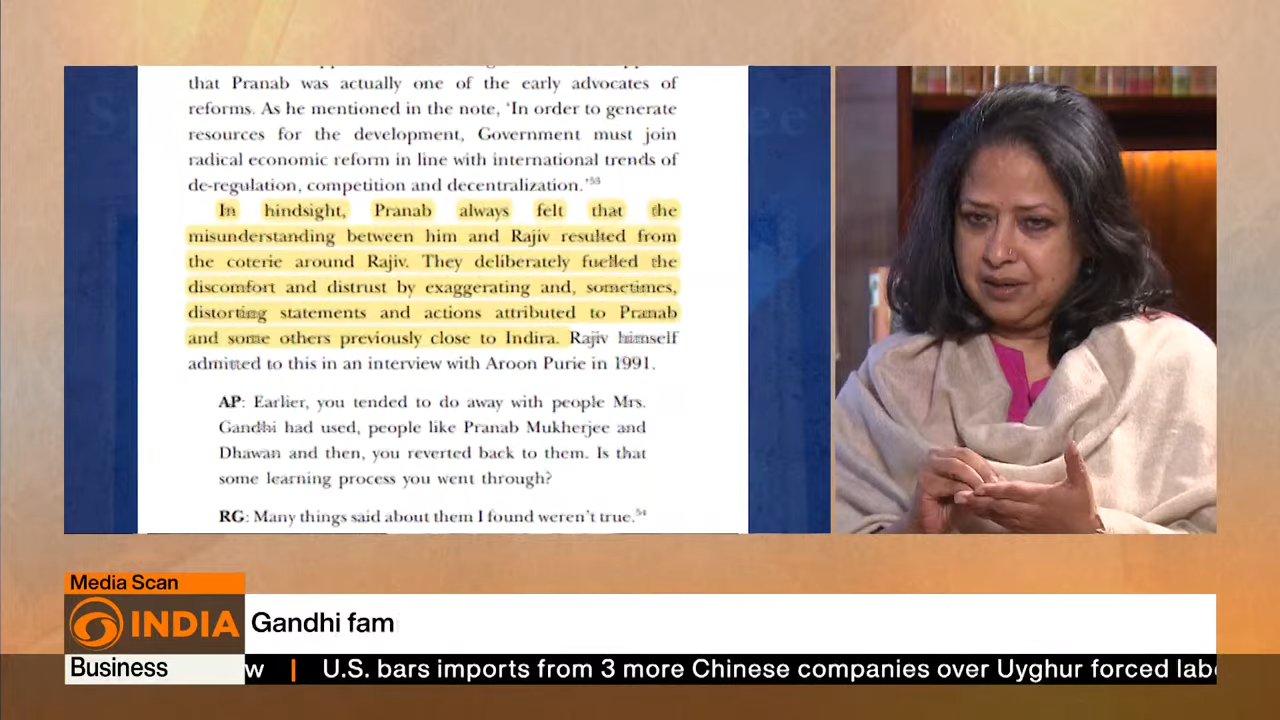 that Pranab was actually one of the early advocates of
reforms. As he mentioned in the note, 'In order to generate
resources for the development, Government must join
radical economic reform in line with international trends of
de-regulation, competition and decentralization.'53
In hindsight, Pranab always felt that the
misunderstanding between him and Rajiv resulted from
the coterie around Rajiv. They deliberately fuelled the
discomfort and distrust by exaggerating and, sometimes,
distorting statements and actions attributed to Pranab
and some others previously close to Indira. Rajiv himself
admitted to this in an interview with Aroon Purie in 1991.
AP: Earlier, you tended to do away with people Mrs.
Gandhi had used, people like Pranab Mukherjee and
Dhawan and then, you reverted back to them. Is that
some learning process you went through?
RG: Many things said about them I found weren't true.54
Media Scan
INDIA
Gandhi fam
Business
w | U.S. bars imports from 3 more Chinese companies over Uyghur forced labo